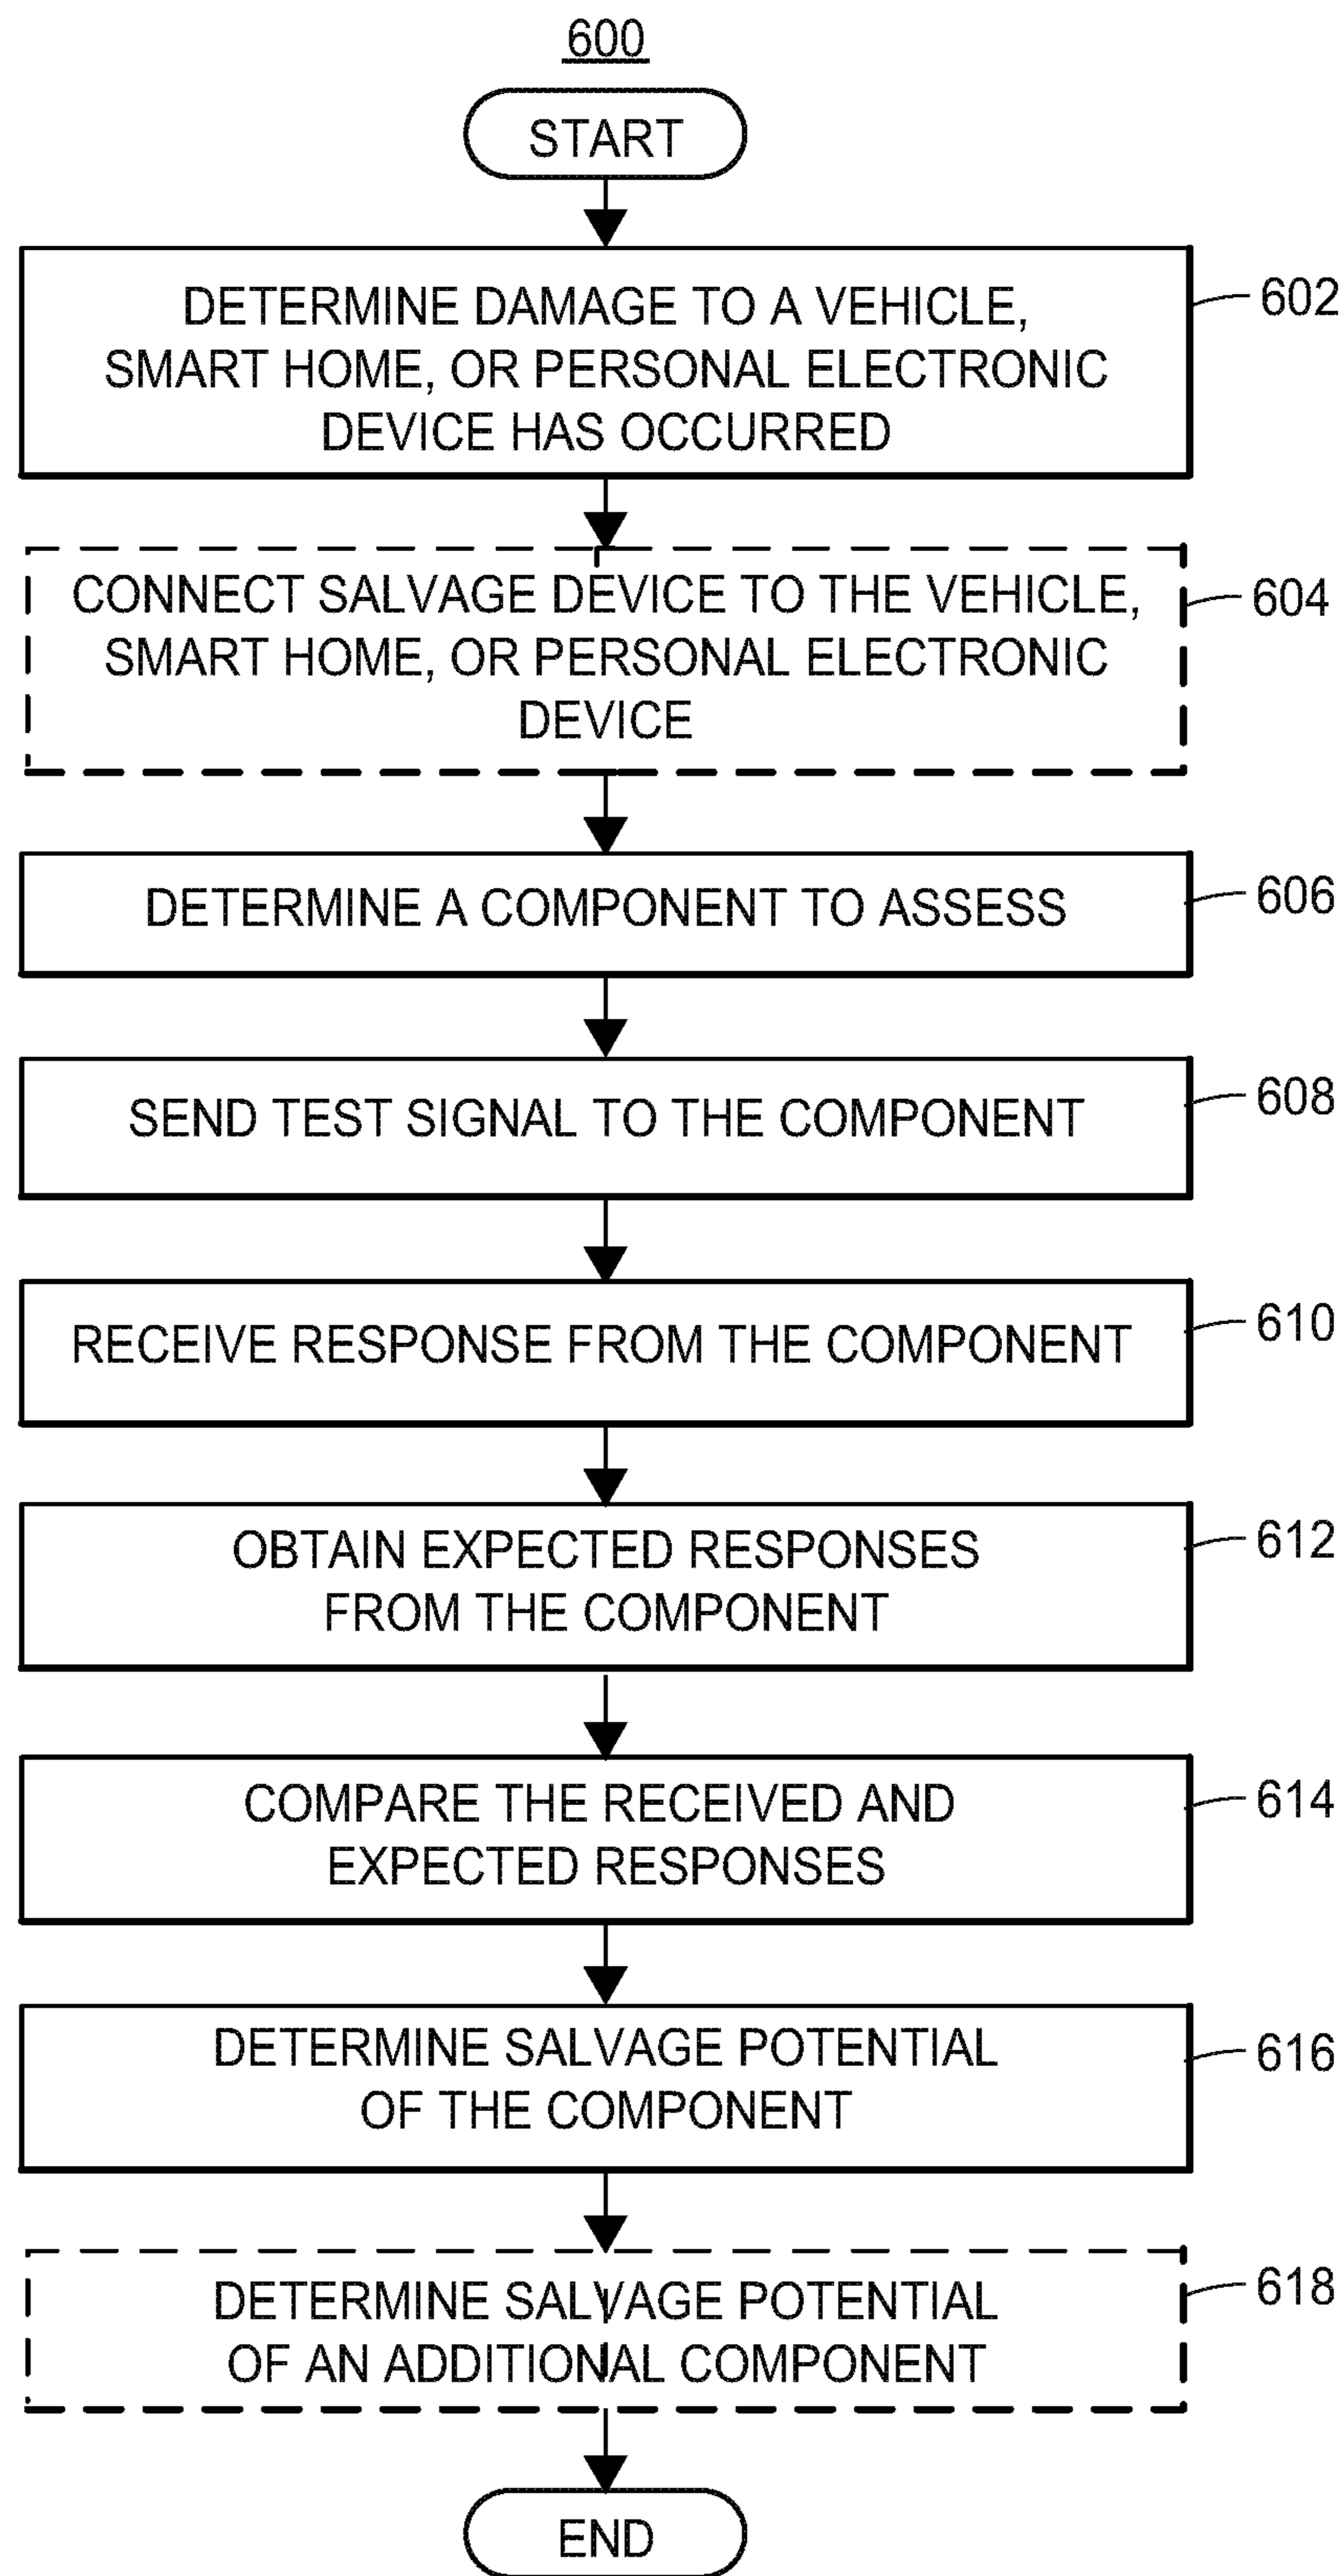 600
START
DETERMINE DAMAGE TO A VEHICLE,
SMART HOME, OR PERSONAL ELECTRONIC
DEVICE HAS OCCURRED
602
CONNECT SALVAGE DEVICE TO THE VEHICLE,
SMART HOME, OR PERSONAL ELECTRONIC
DEVICE
604
DETERMINE A COMPONENT TO ASSESS
606
SEND TEST SIGNAL TO THE COMPONENT
608
RECEIVE RESPONSE FROM THE COMPONENT
610
OBTAIN EXPECTED RESPONSES
FROM THE COMPONENT
612
COMPARE THE RECEIVED AND
EXPECTED RESPONSES
614
DETERMINE SALVAGE POTENTIAL
OF THE COMPONENT
616
DETERMINE SALVAGE POTENTIAL
OF AN ADDITIONAL COMPONENT
618
END